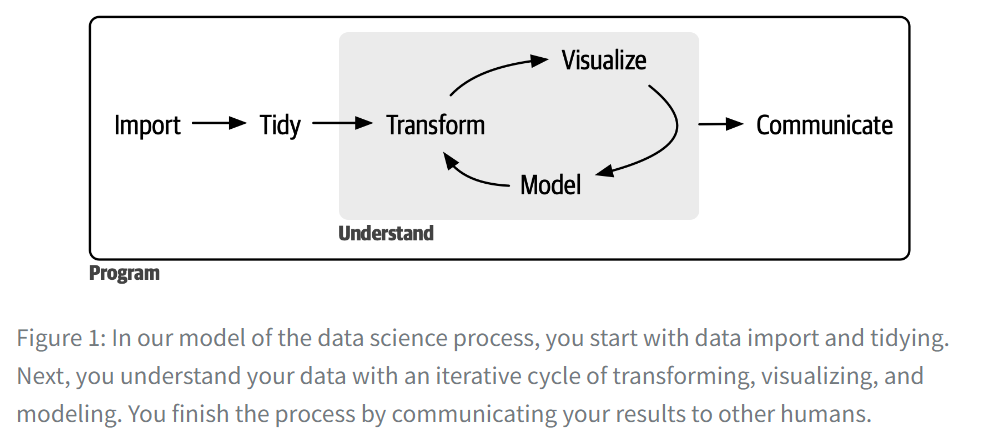 Visualize
Import
Tidy
Transform
Communicate
Model
Understand
Program
Figure 1: In our model of the data science process, you start with data import and tidying.
Next, you understand your data with an iterative cycle of transforming, visualizing, and
modeling. You finish the process by communicating your results to other humans.